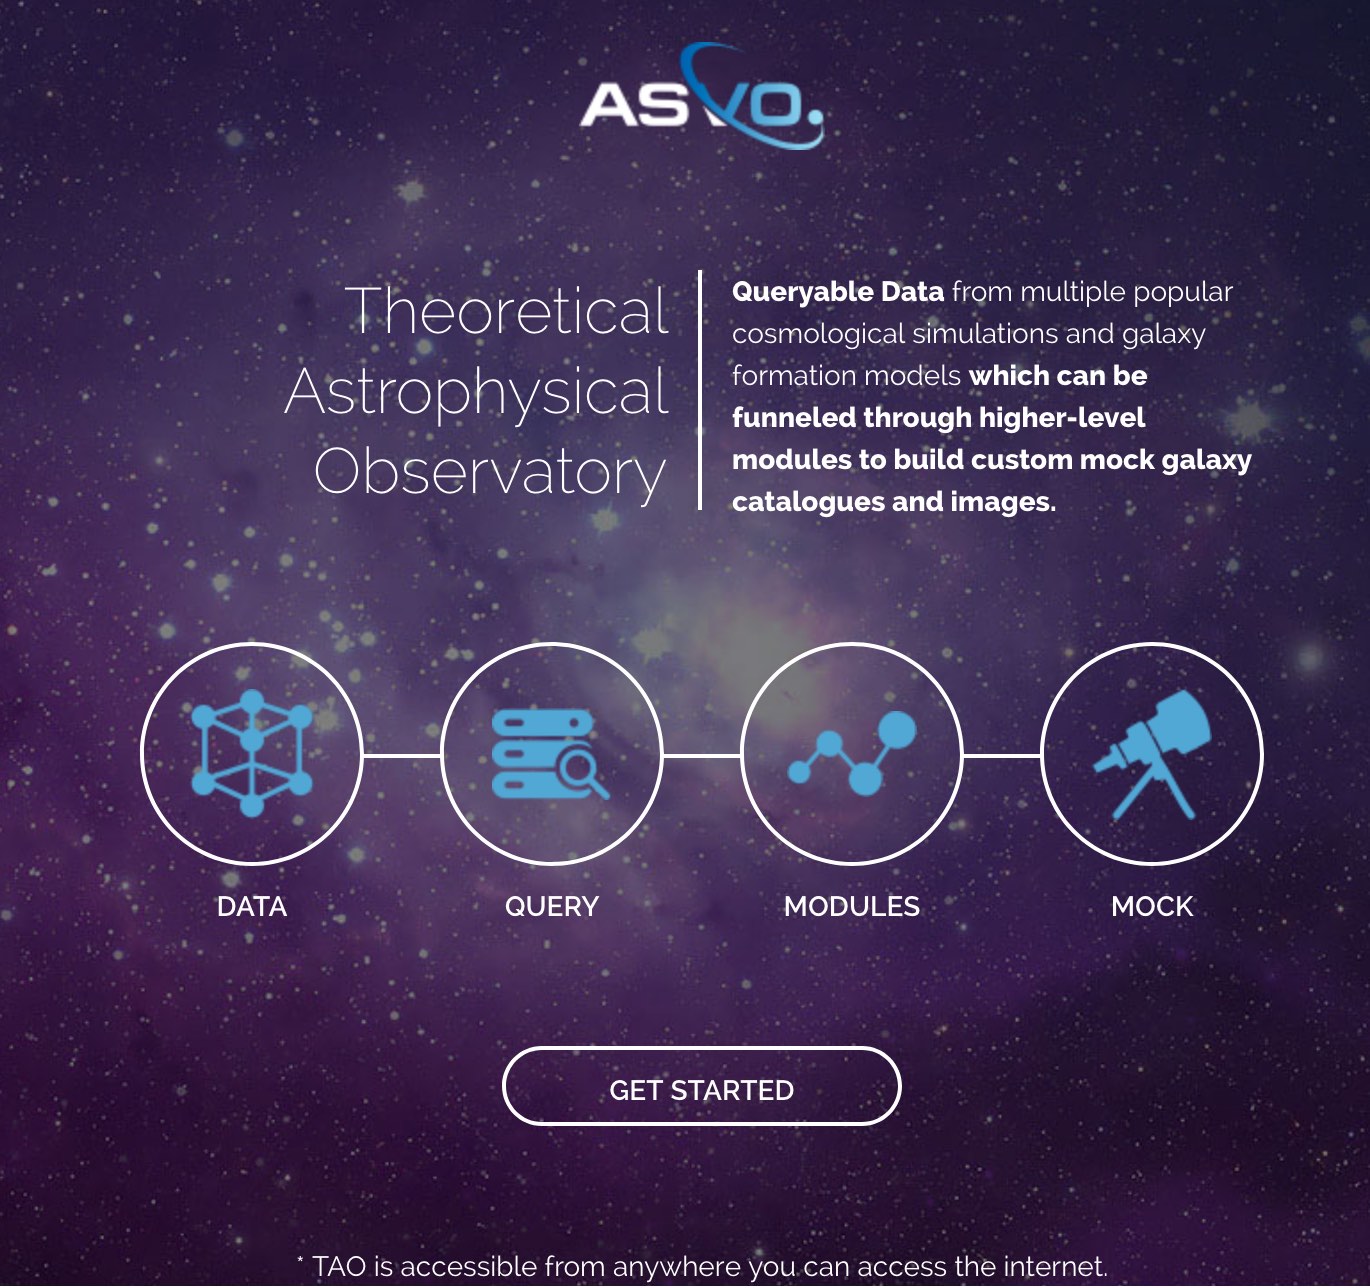 ASVO.
Theoretical
Astrophysical
Observatory
Queryable Data from multiple popular
cosmological simulations and galaxy
formation models which can be
funneled through higher-level
modules to build custom mock galaxy
catalogues and images.
DATA
QUERY
MODULES
MOCK
GET STARTED
* TAO is accessible from anywhere you can access the internet.